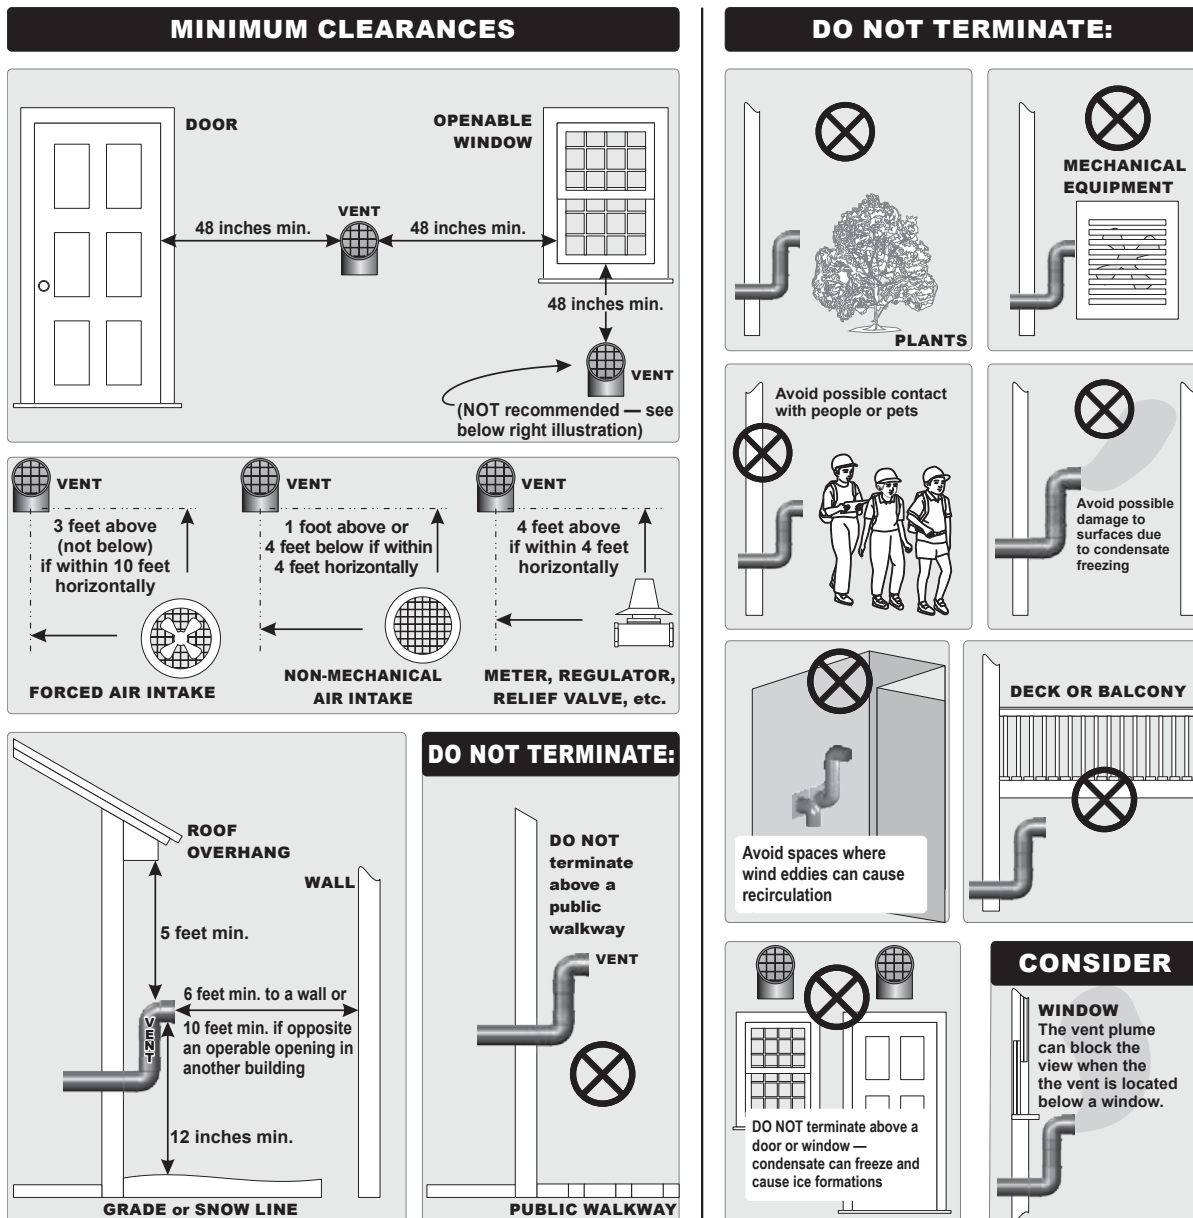 MINIMUM CLEARANCES
DOOR
OPENABLE
WINDOW
VENT
48 inches min.
48 inches min.
48 inches min.
VENT
(NOT recommended — see
below right illustration)
VENT
3 feet above
(not below)
if within 10 feet
horizontally
FORCED AIR INTAKE
VENT
1 foot above or
4 feet below if within
4 feet horizontally
NON-MECHANICAL
AIR INTAKE
VENT
4 feet above
if within 4 feet
horizontally
METER, REGULATOR,
RELIEF VALVE, etc.
ROOF
OVERHANG
WALL
5 feet min.
6 feet min. to a wall or
10 feet min. if opposite
an operable opening in
another building
VENT
12 inches min.
GRADE or SNOW LINE
DO NOT TERMINATE:
DO NOT
terminate
above a
public
walkway
VENT
PUBLIC WALKWAY
DO NOT TERMINATE:
PLANTS
MECHANICAL
EQUIPMENT
Avoid possible contact
with people or pets
Avoid possible
damage to
surfaces due
to condensate
freezing
Avoid spaces where
wind eddies can cause
recirculation
DECK OR BALCONY
DO NOT terminate above a
door or window —
condensate can freeze and
cause ice formations
CONSIDER
WINDOW
The vent plume
can block the
view when the
the vent is located
below a window.